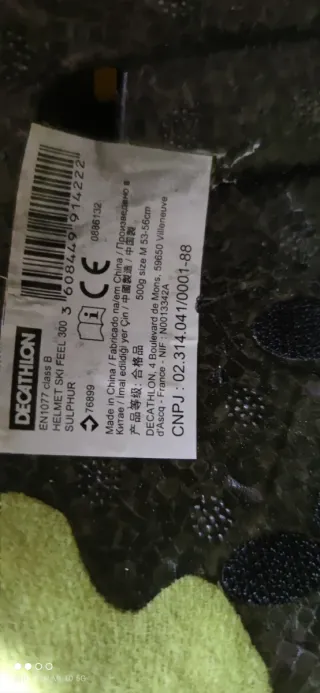 DECATHLON
EN1077 class B
HELMET SKI FEEL 300
SULPHUR
3 608449 914222
76899
0886132
CE
Made in China / Fabricado na/em China / Произведено в
Китае / İmal edildiği yer Çin / 中國製造 / 中国製
产品等级: 合格品 500g size M 53-56cm
DECATHLON, 4 Boulevard de Mons, 59650 Villeneuve
d'Ascq - France - NIF : N0013342A
CNPJ : 02.314.041/0001-88